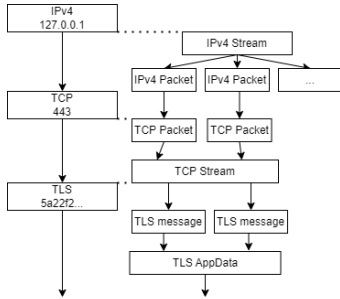 IPv4
127.0.0.1
IPv4 Stream
IPv4 Packet
IPv4 Packet
...
TCP
443
TCP Packet
TCP Packet
TCP Stream
TLS
5a22f2...
TLS message
TLS message
TLS AppData